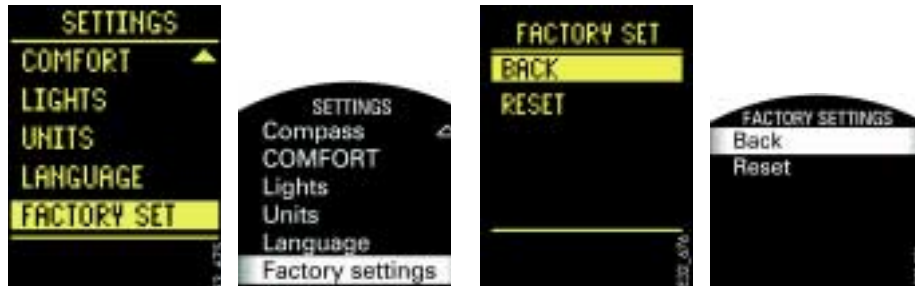 SETTINGS
COMFORT
LIGHTS
UNITS
LANGUAGE
FACTORY SET
SETTINGS
Compass
COMFORT
Lights
Units
Language
Factory settings
FACTORY SET
BACK
RESET
E32_676
FACTORY SETTINGS
Back
Reset